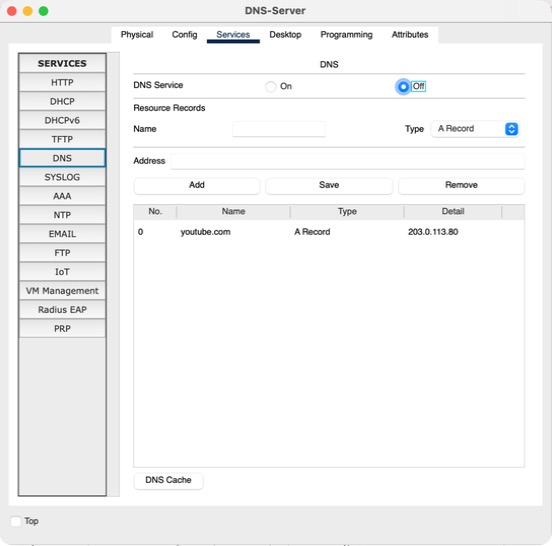 DNS-Server
Physical Config Services Desktop Programming Attributes
SERVICES
HTTP
DHCP
DHCPv6
TFTP
DNS
SYSLOG
AAA
NTP
EMAIL
FTP
IoT
VM Management
Radius EAP
PRP
DNS
DNS Service On Off
Resource Records
Name Type A Record
Address
Add Save Remove
No. Name Type Detail
0 youtube.com A Record 203.0.113.80
DNS Cache
Top